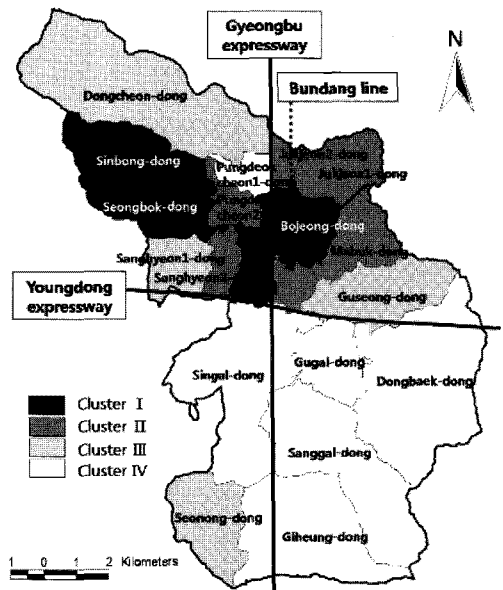 Gyeongbu
expressway
N
Bundang line
Dongcheon-dong
Sinbong-dong
Seongbok-dong
Bojeong-dong
Sanghyeon1-dong
Guseong-dong
Youngdong
expressway
Singal-dong
Gugal-dong
Dongbaek-dong
Cluster I
Cluster II
Cluster III
Cluster IV
Sanggal-dong
Seonong-dong
Giheung-dong
1 0 1 2 Kilometers